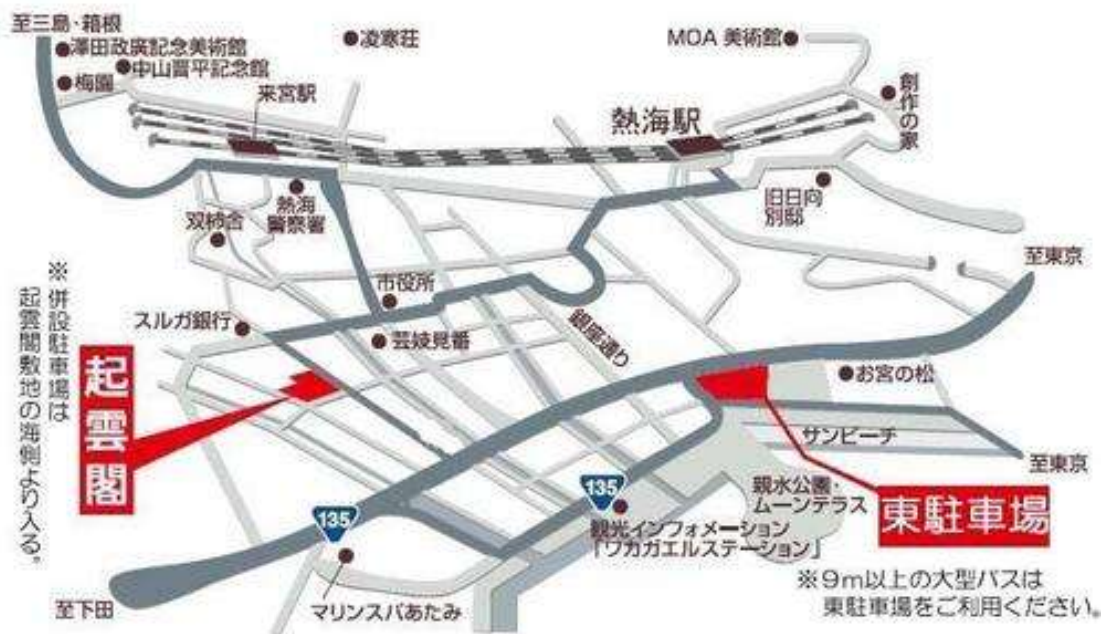 至三島・箱根
澤田政廣記念美術館
中山晋平記念館
梅園
凌寒荘
MOA 美術館
来宮駅
熱海駅
創作の家
熱海
警察署
双柿舎
旧日向
別邸
至東京
市役所
スルガ銀行
芸妓見番
銀座通り
お宮の松
※併設駐車場は
起雲閣敷地の海側より入る。
起雲閣
サンビーチ
至東京
135
親水公園・
ムーンテラス
東駐車場
135
観光インフォメーション
「ワカガエルステーション」
マリンスパあたみ
至下田
※9m以上の大型バスは
東駐車場をご利用ください。